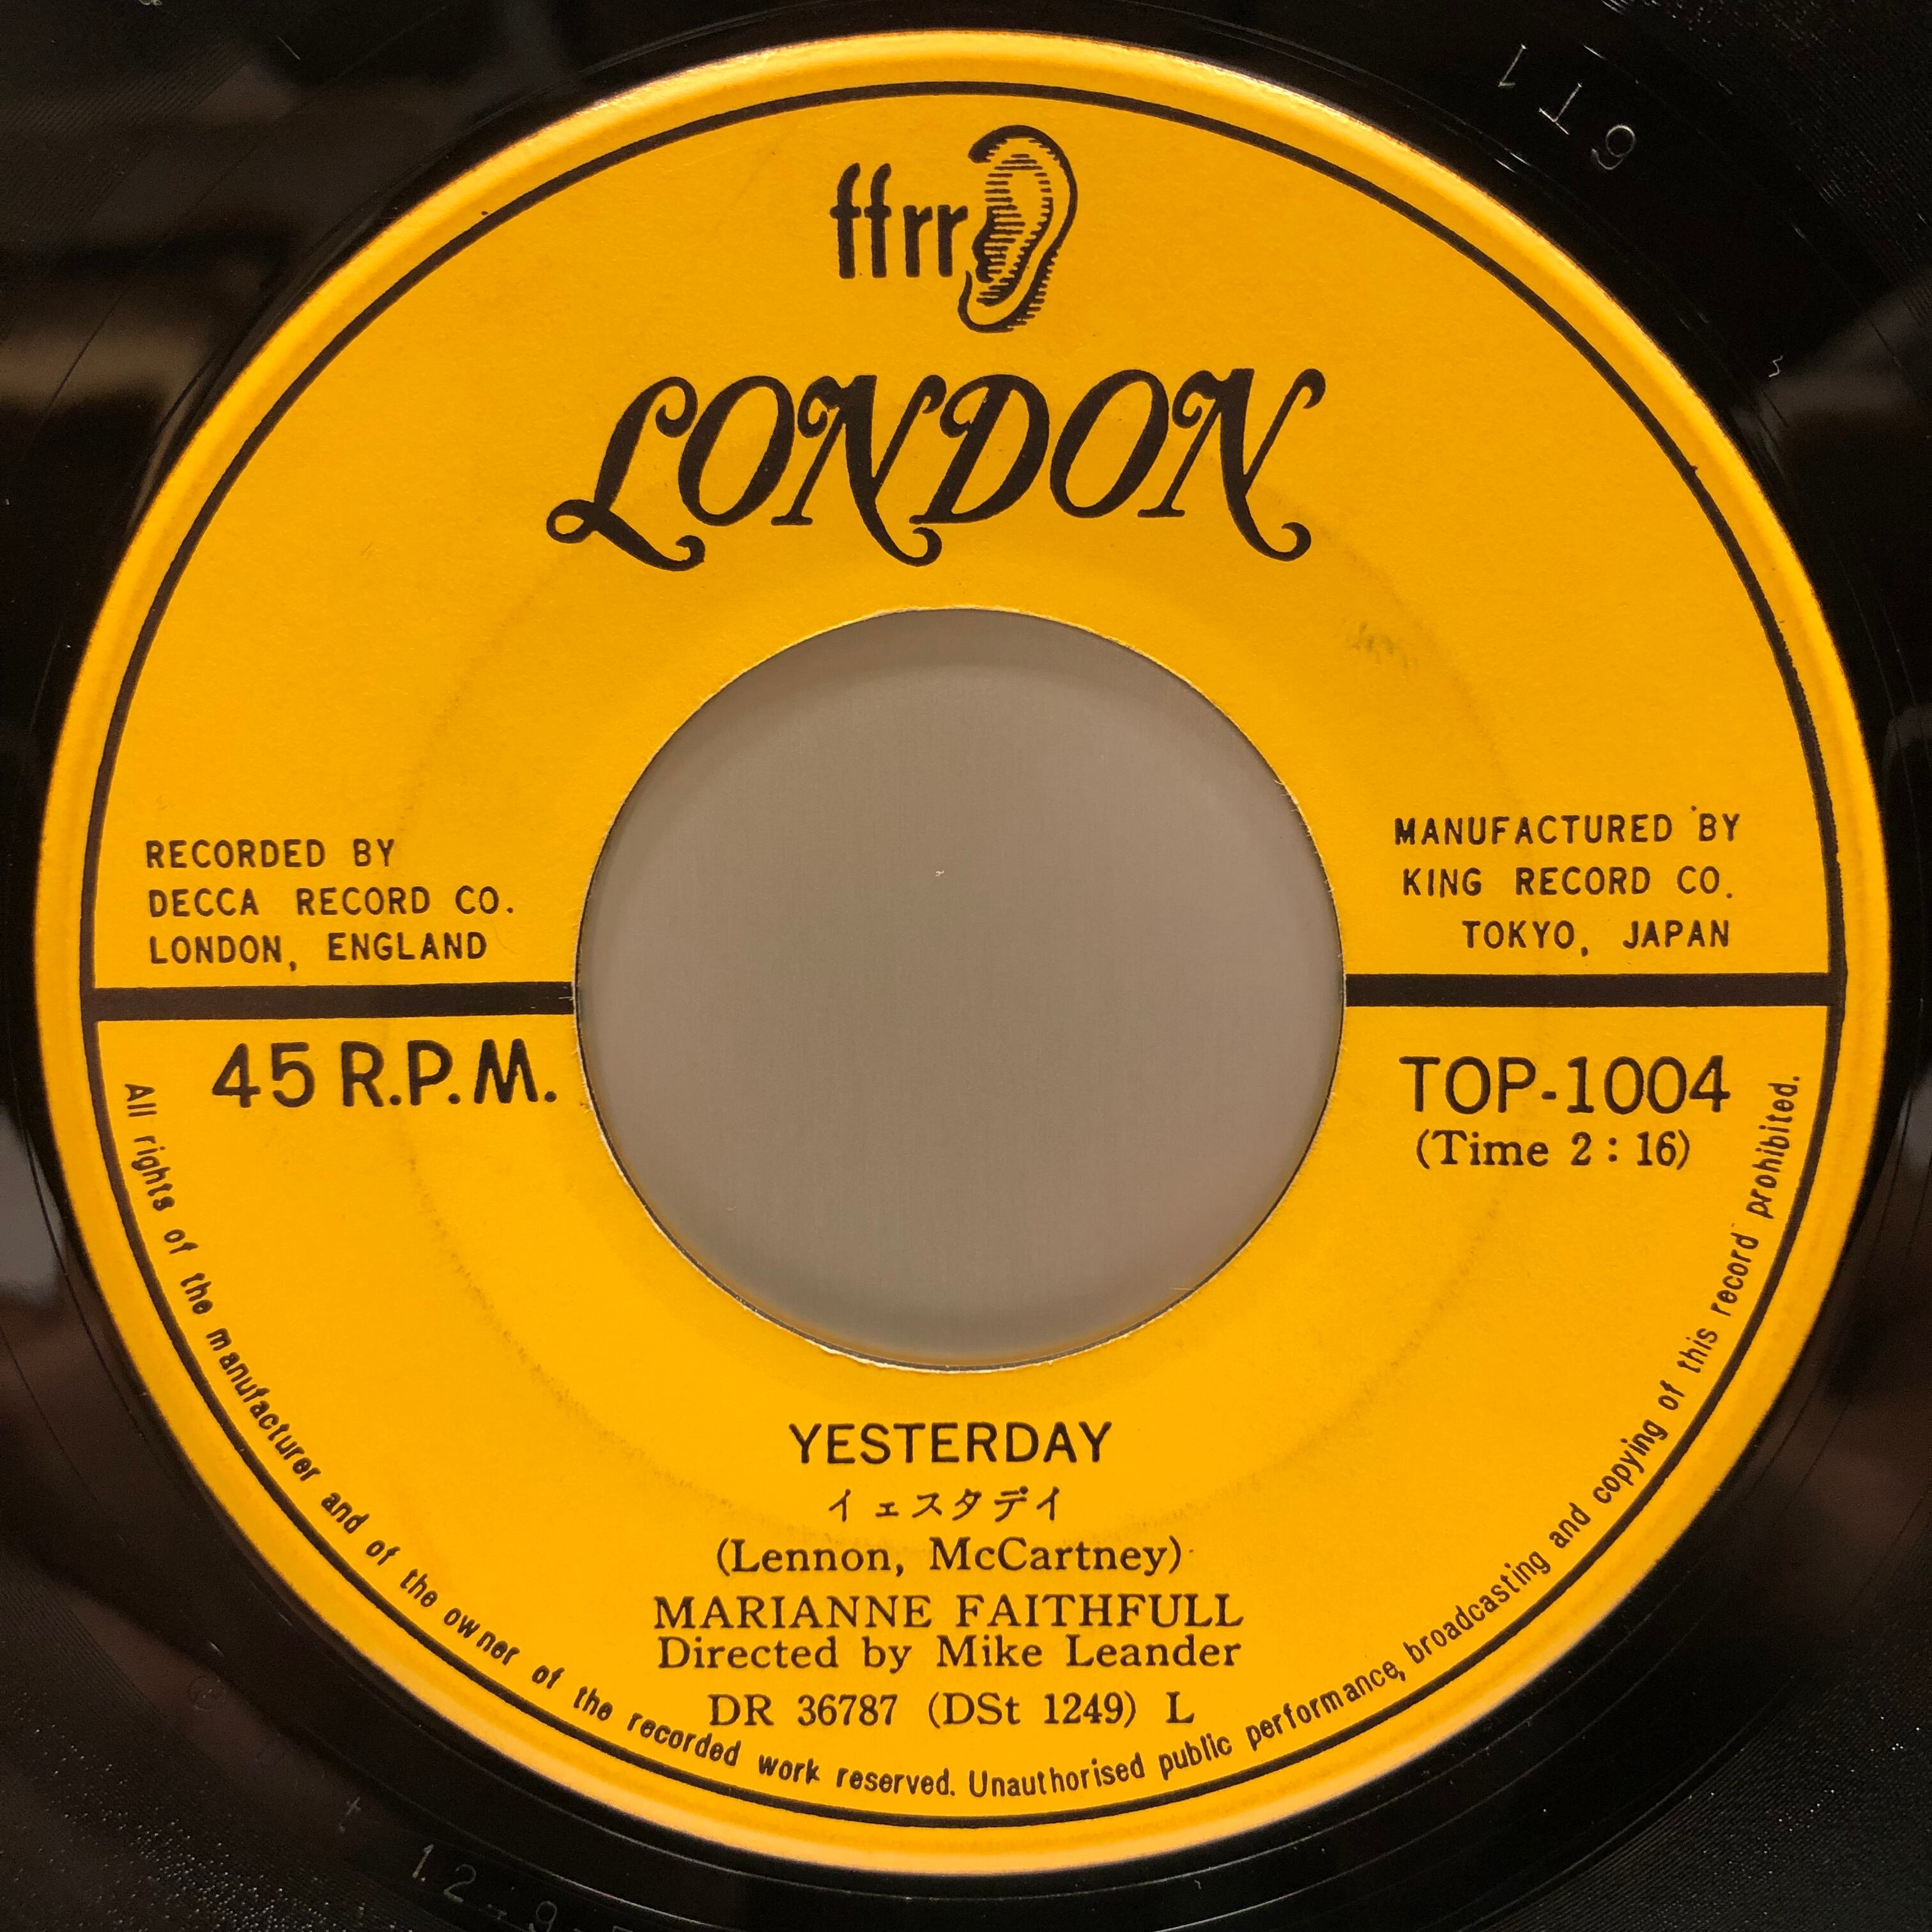 6T1
ffrr
LONDON
RECORDED BY
DECCA RECORD CO.
LONDON, ENGLAND
MANUFACTURED BY
KING RECORD CO.
TOKYO, JAPAN
45 R.P.M.
TOP-1004
(Time 2 : 16)
YESTERDAY
イェスタデイ
(Lennon, McCartney)
MARIANNE FAITHFULL
Directed by Mike Leander
DR 36787 (DSt 1249) L
All rights of the manufacturer and of the owner of the recorded work reserved. Unauthorised public performance, broadcasting and copying of this record prohibited.